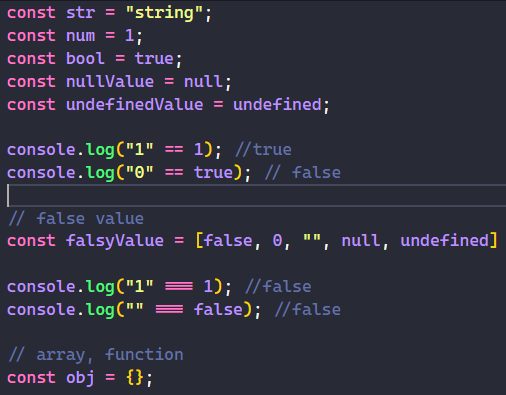 const str = "string";
const num = 1;
const bool = true;
const nullValue = null;
const undefinedValue = undefined;
console.log("1" == 1); //true
console.log("0" == true); // false
// false value
const falsyValue = [false, 0, "", null, undefined]
console.log("1" === 1); //false
console.log("" === false); //false
// array, function
const obj = {};